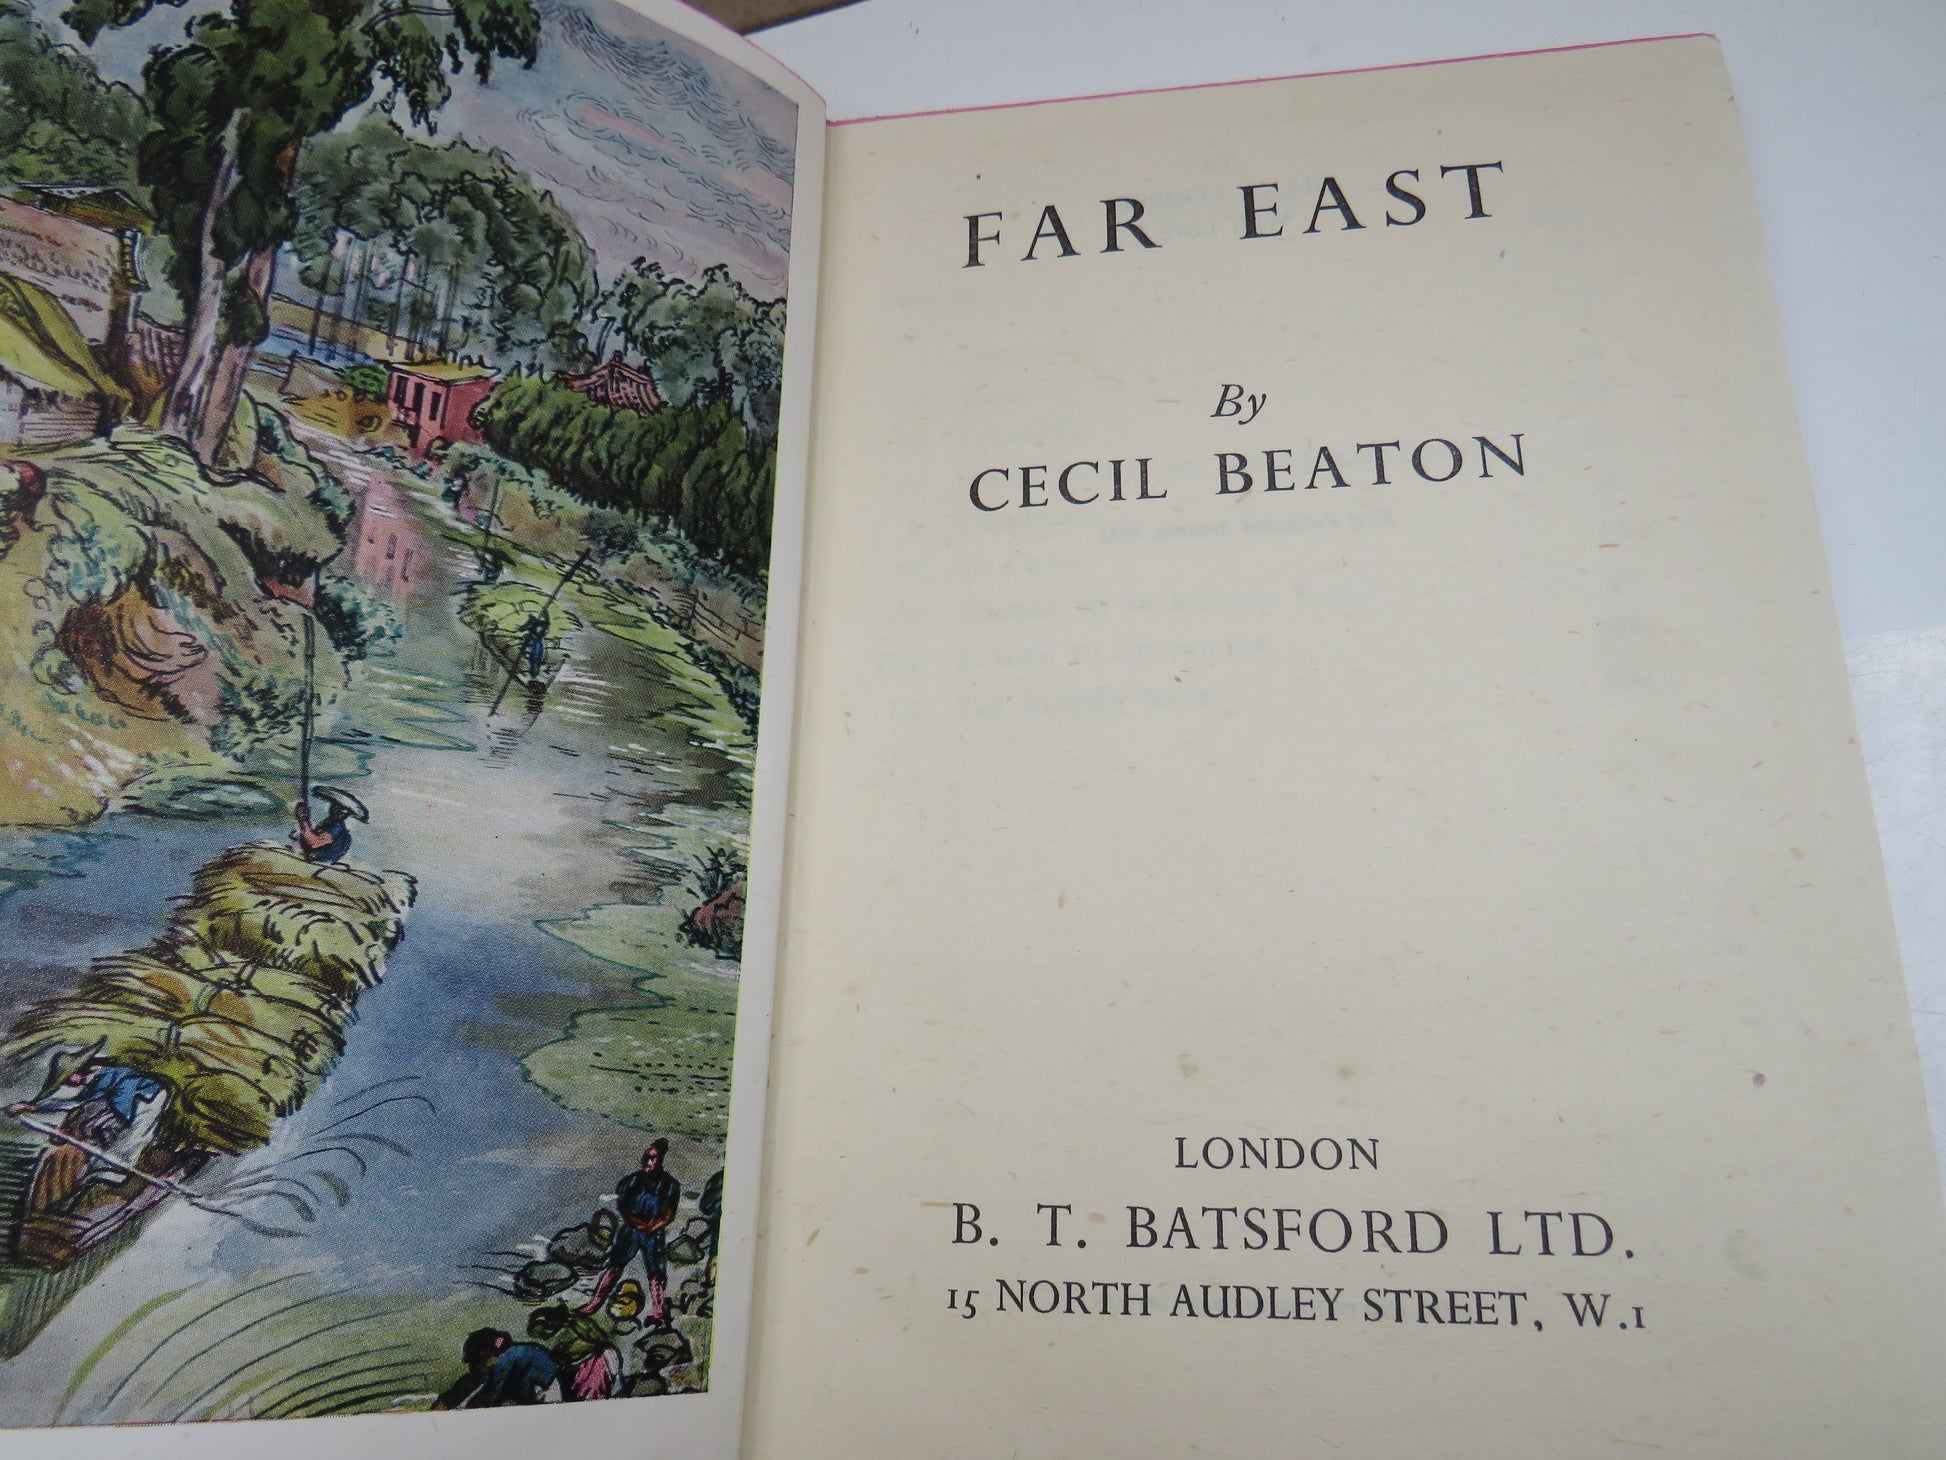 FAR EAST
By
CECIL BEATON
LONDON
B. T. BATSFORD LTD.
15 NORTH AUDLEY STREET, W.1